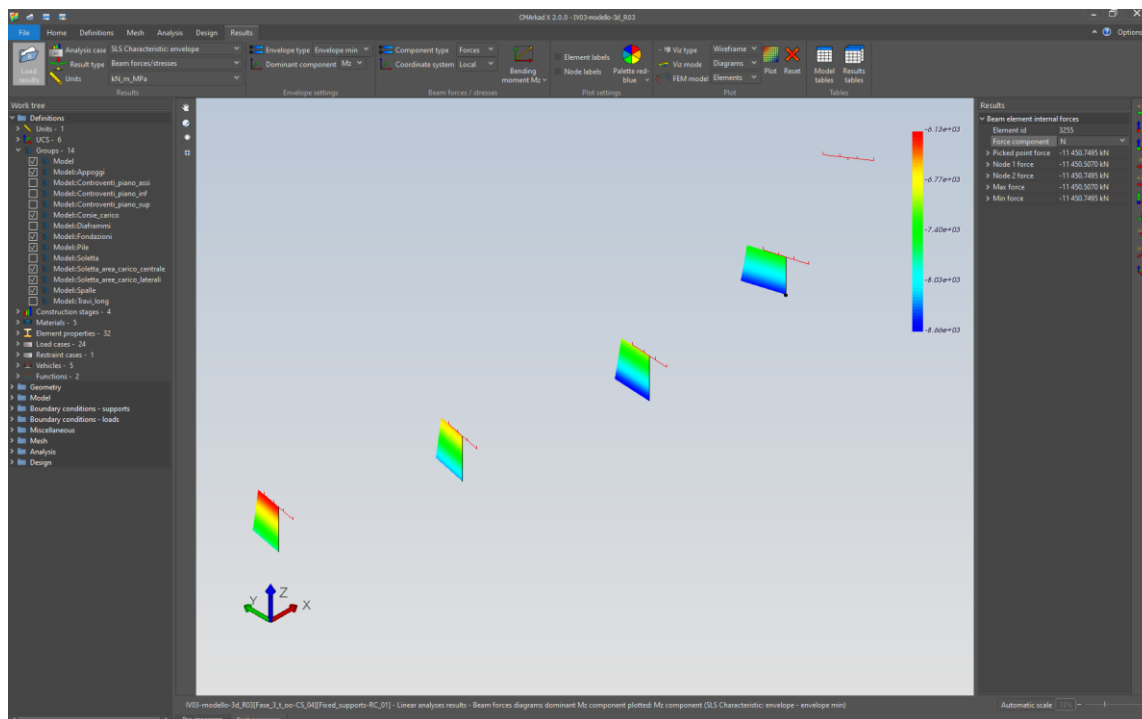 CMArkad X 2.0.0 - IV03-modello-3d_R03
File Home Definitions Mesh Analysis Design Results
Options
Load results
Analysis case SLS Characteristic: envelope
Result type Beam forces/stresses
Units kN_m_MPa
Results
Envelope type Envelope min
Dominant component Mz
Envelope settings
Component type Forces
Coordinate system Local
Bending moment Mz
Beam forces / stresses
Element labels
Node labels
Palette red-blue
Plot settings
Viz type Wireframe
Viz mode Diagrams
FEM model Elements
Plot Reset
Plot
Model tables
Results tables
Tables
Work tree
Definitions
Units - 1
UCS - 6
Groups - 14
Model
Model::Appoggi
Model::Controventi_piano_assi
Model::Controventi_piano_inf
Model::Controventi_piano_sup
Model::Corsie_carico
Model::Diaframmi
Model::Fondazioni
Model::Pile
Model::Soletta
Model::Soletta_area_carico_centrale
Model::Soletta_aree_carico_laterali
Model::Spalle
Model::Travi_long
Construction stages - 4
Materials - 5
Element properties - 32
Load cases - 24
Restraint cases - 1
Vehicles - 5
Functions - 2
Geometry
Model
Boundary conditions - supports
Boundary conditions - loads
Miscellaneous
Mesh
Analysis
Design
-6.13e+03
-6.77e+03
-7.40e+03
-8.03e+03
-8.66e+03
Z
Y
X
Results
Beam element internal forces
Element id 3255
Force component N
Picked point force -11 450.7495 kN
Node 1 force -11 450.5070 kN
Node 2 force -11 450.7495 kN
Max force -11 450.5070 kN
Min force -11 450.7495 kN
IV03-modello-3d_R03[Fase_3_t_oo-CS_04][Fixed_supports-RC_01] - Linear analyses results - Beam forces diagrams dominant Mz component plotted: Mz component (SLS Characteristic: envelope - envelope min)
Automatic scale